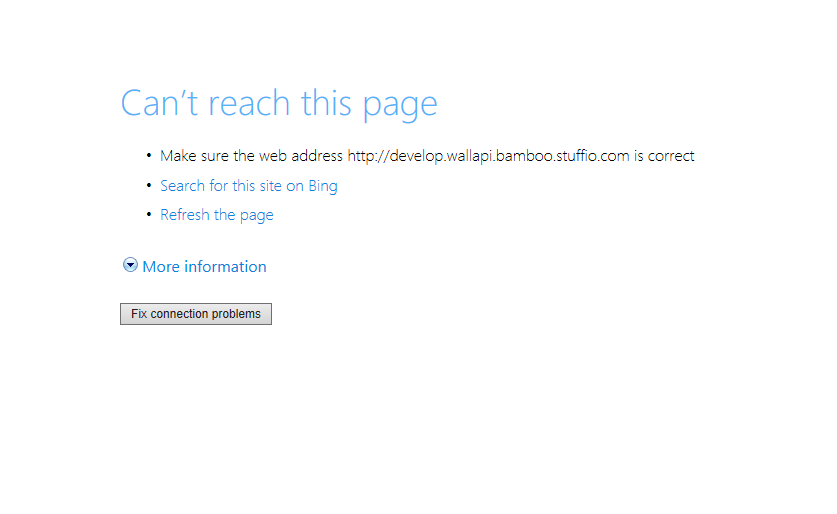 Can't reach this page
• Make sure the web address http://develop.wallapi.bamboo.stuffio.com is correct
• Search for this site on Bing
• Refresh the page
More information
Fix connection problems